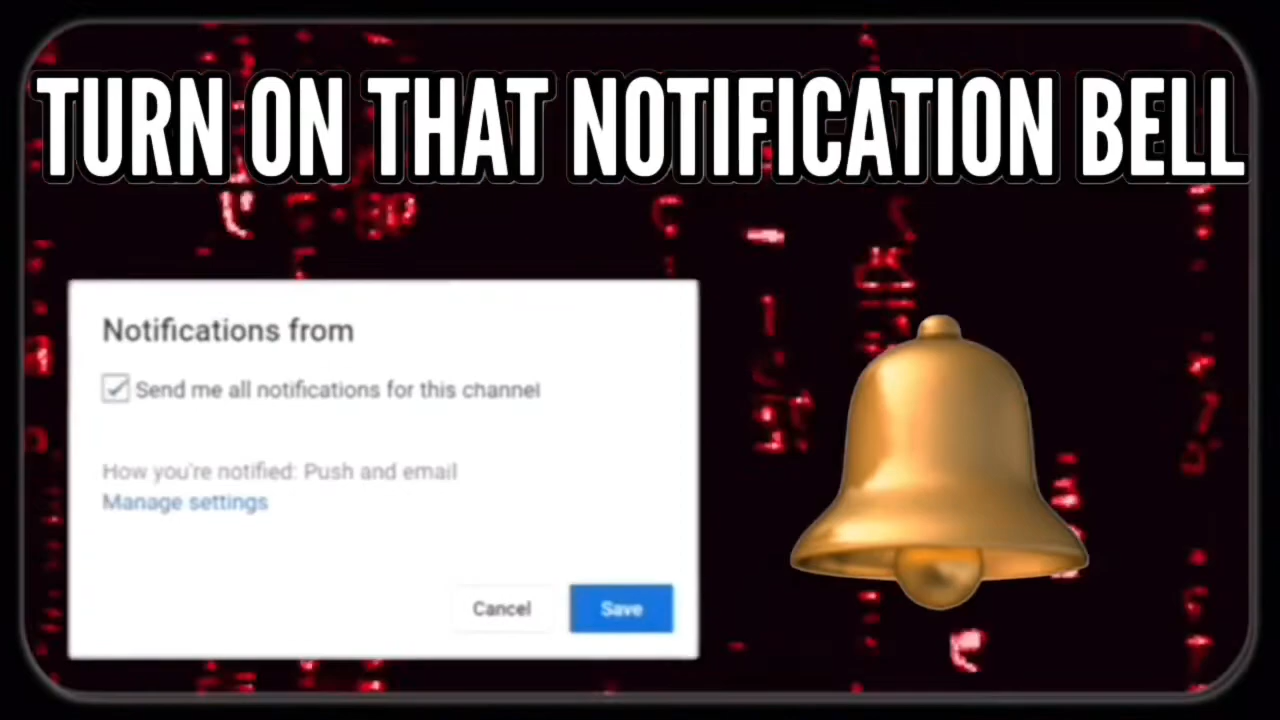 TURN ON THAT NOTIFICATION BELL
Notifications from
Send me all notifications for this channel
How you're notified: Push and email
Manage settings
Cancel
Save